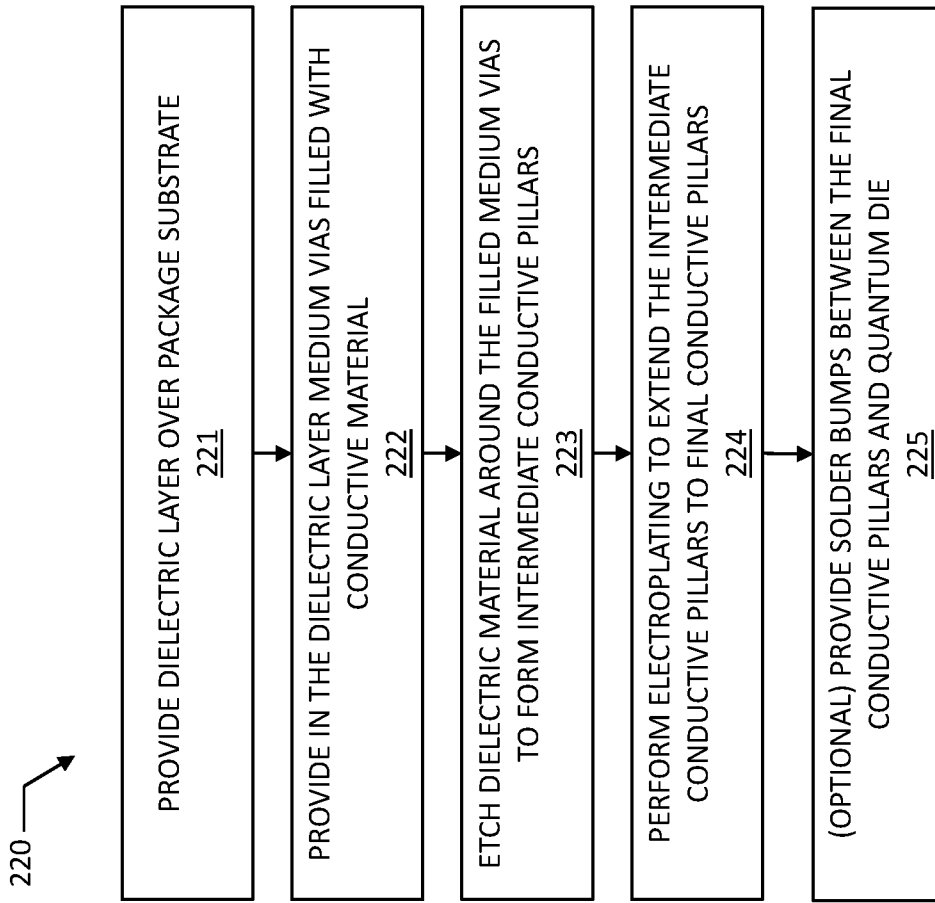 220
PROVIDE DIELECTRIC LAYER OVER PACKAGE SUBSTRATE
221
PROVIDE IN THE DIELECTRIC LAYER MEDIUM VIAS FILLED WITH
CONDUCTIVE MATERIAL
222
ETCH DIELECTRIC MATERIAL AROUND THE FILLED MEDIUM VIAS
TO FORM INTERMEDIATE CONDUCTIVE PILLARS
223
PERFORM ELECTROPLATING TO EXTEND THE INTERMEDIATE
CONDUCTIVE PILLARS TO FINAL CONDUCTIVE PILLARS
224
(OPTIONAL) PROVIDE SOLDER BUMPS BETWEEN THE FINAL
CONDUCTIVE PILLARS AND QUANTUM DIE
225